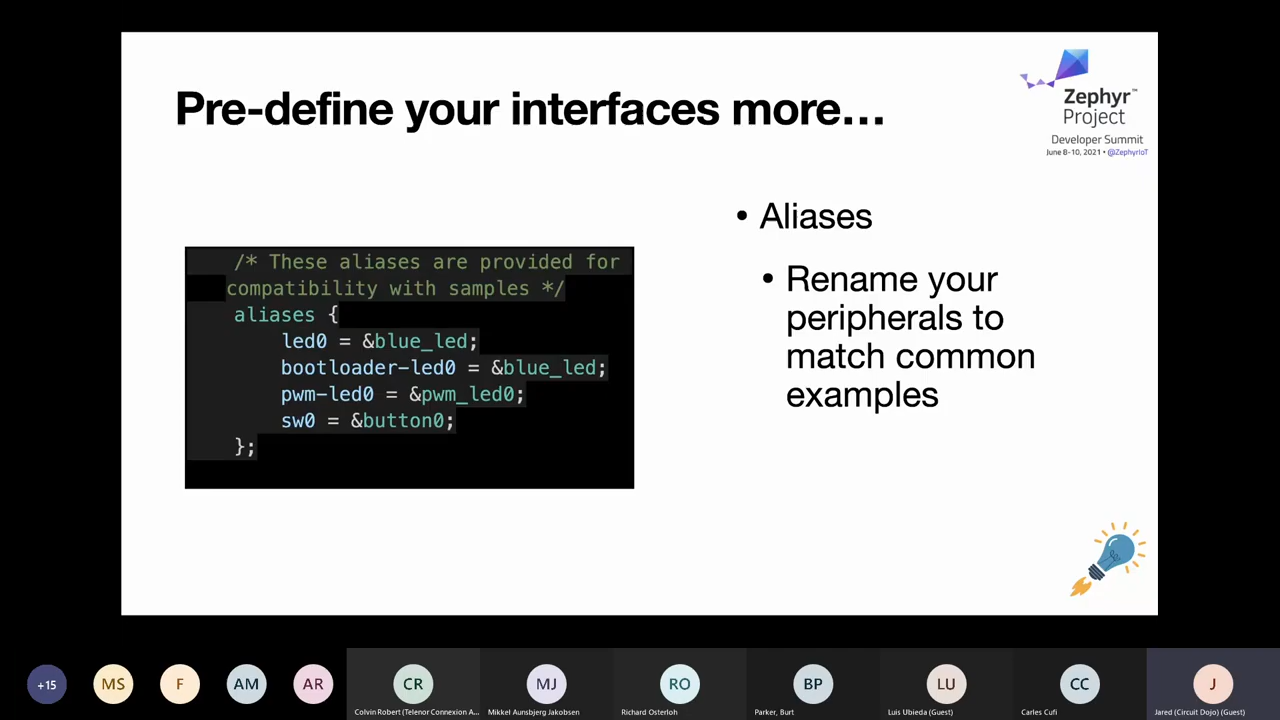 Pre-define your interfaces more…
Zephyr™
Project
Developer Summit
June 8-10, 2021 • @ZephyrIoT
/* These aliases are provided for
compatibility with samples */
aliases {
led0 = &blue_led;
bootloader-led0 = &blue_led;
pwm-led0 = &pwm_led0;
sw0 = &button0;
};
• Aliases
• Rename your
peripherals to
match common
examples
+15
MS
F
AM
AR
CR
MJ
RO
BP
LU
CC
J
Colvin Robert (Telenor Connexion A...
Mikkel Aunsbjerg Jakobsen
Richard Osterloh
Parker, Burt
Luis Ubieda (Guest)
Carles Cufi
Jared (Circuit Dojo) (Guest)